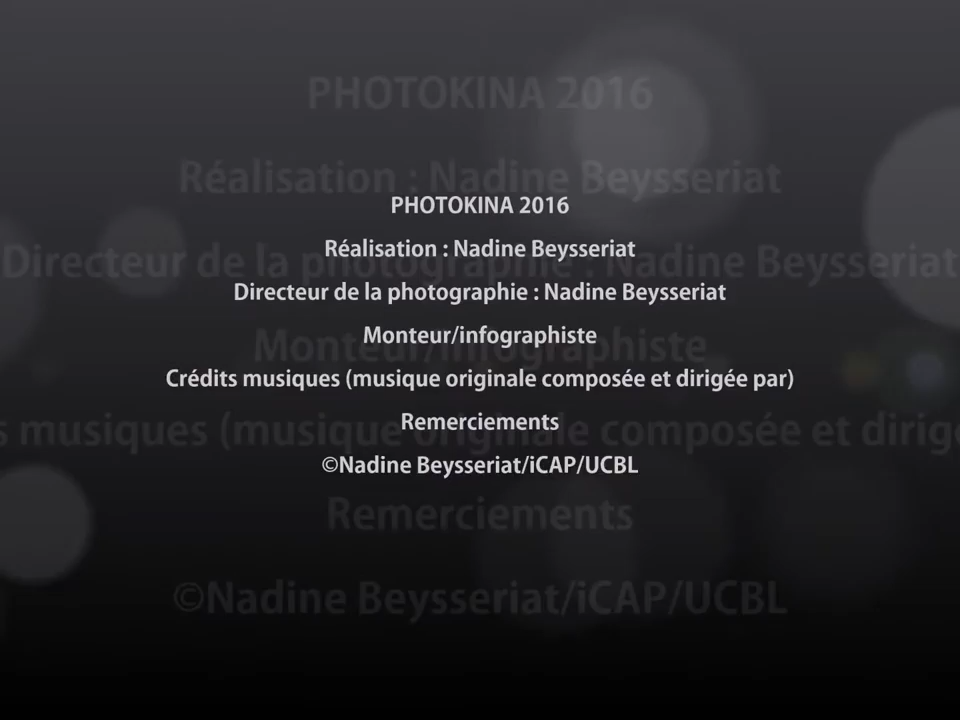 PHOTOKINA 2016
Réalisation : Nadine Beysseriat
Directeur de la photographie : Nadine Beysseriat
Monteur/infographiste
Crédits musiques (musique originale composée et dirigée par)
Remerciements
©Nadine Beysseriat/iCAP/UCBL